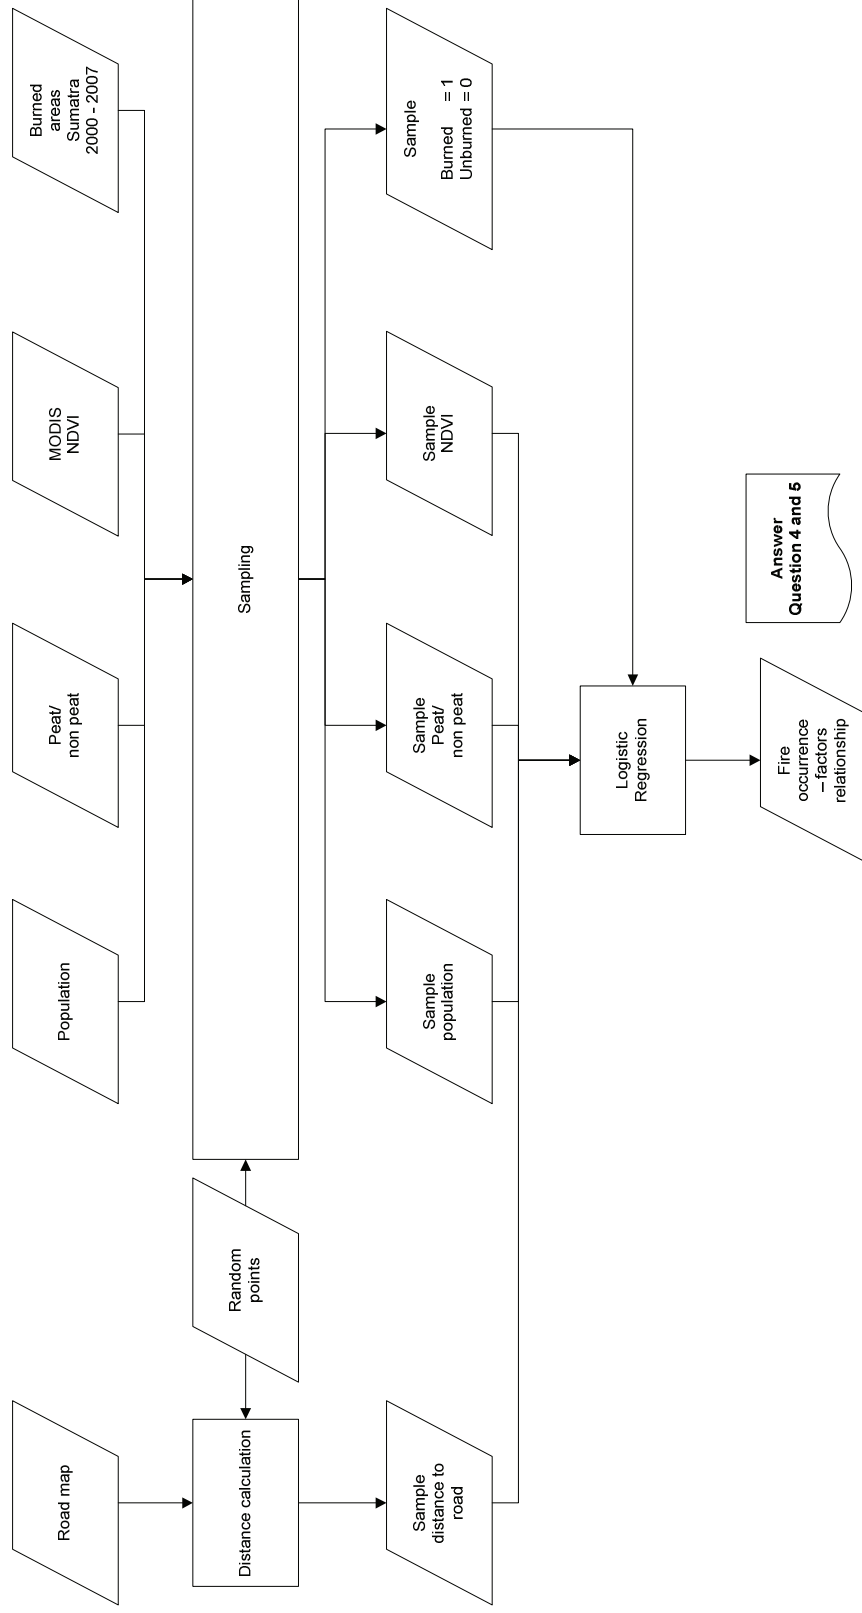 Road map
Population
Peat/
non peat
MODIS
NDVI
Burned
areas
Sumatra
2000 - 2007
Distance calculation
Random
points
Sampling
Sample
distance to
road
Sample
population
Sample
Peat/
non peat
Sample
NDVI
Sample
Burned = 1
Unburned = 0
Logistic
Regression
Fire
occurrence
– factors
relationship
Answer
Question 4 and 5